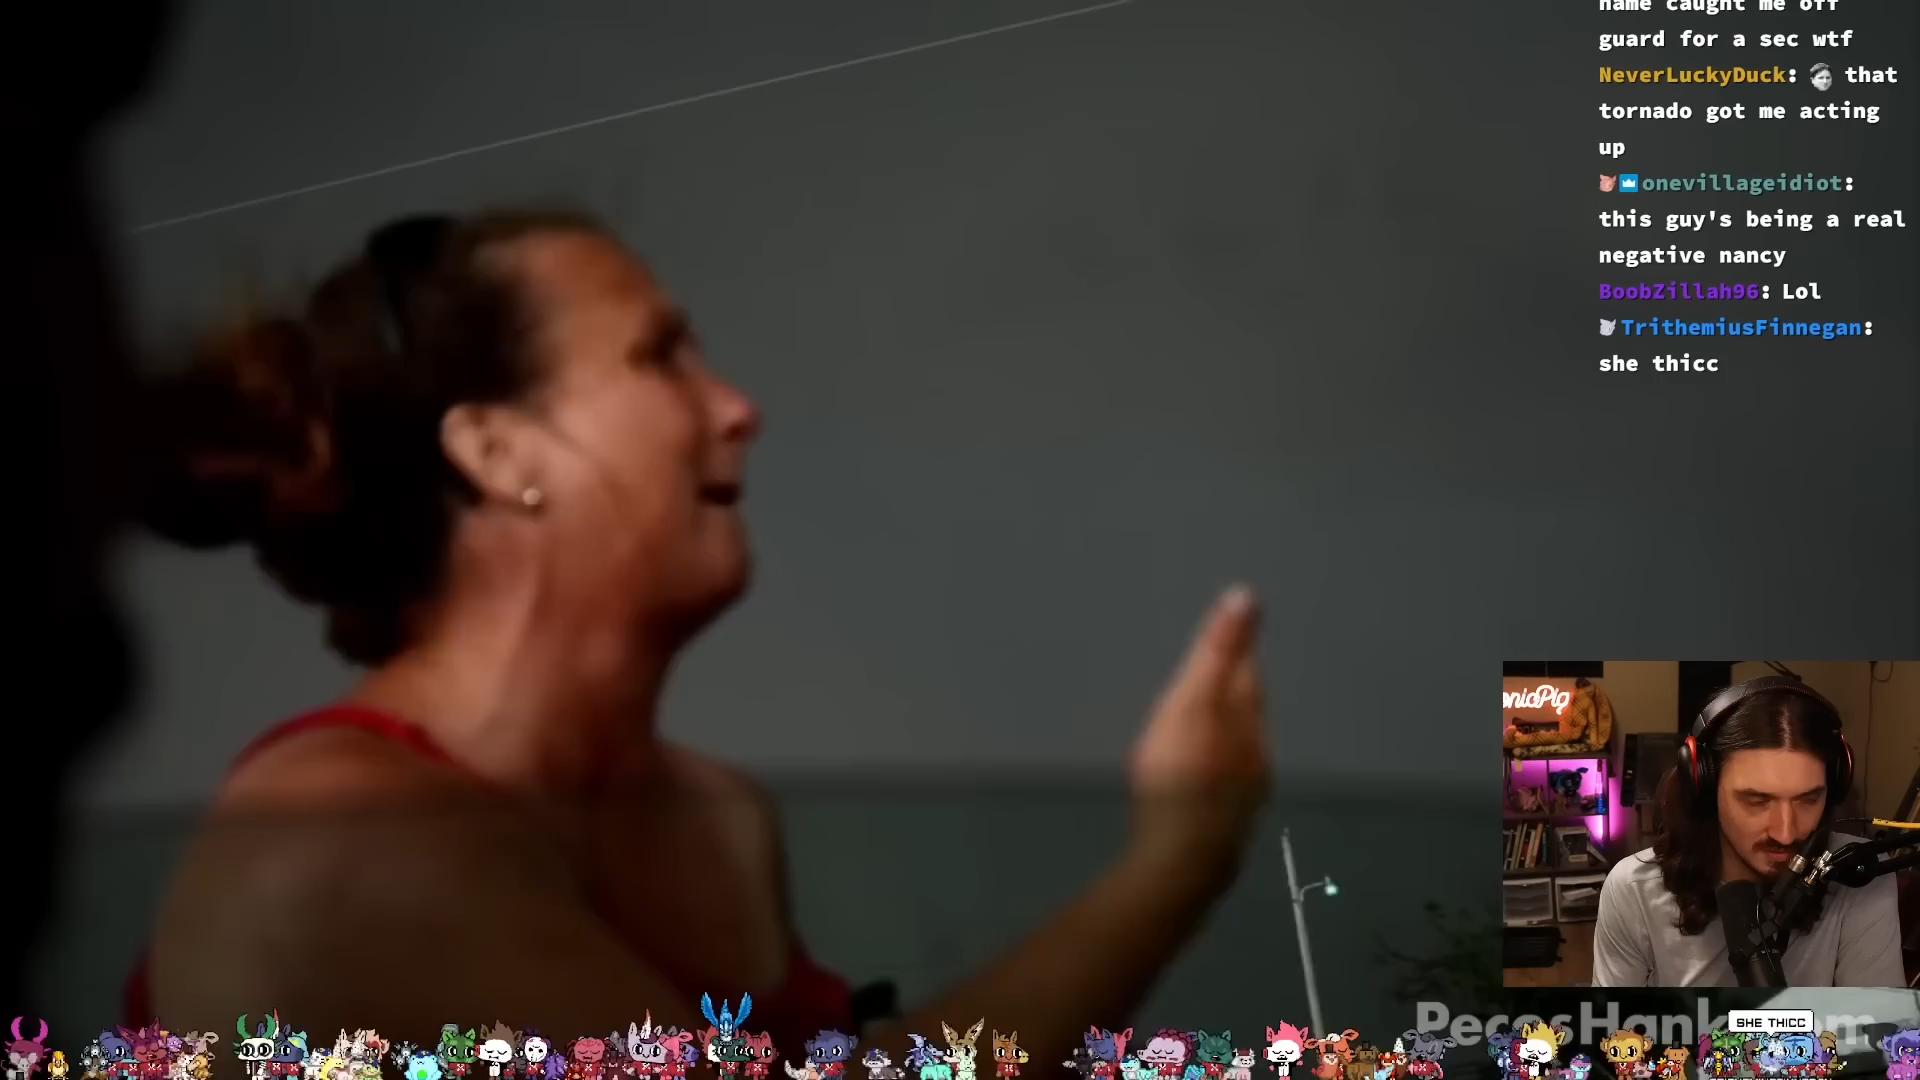 name caught me off
guard for a sec wtf
NeverLuckyDuck: that
tornado got me acting
up
onevillageidiot:
this guy's being a real
negative nancy
BoobZillah96: Lol
TrithemiusFinnegan:
she thicc
onicPig
SHE THICC